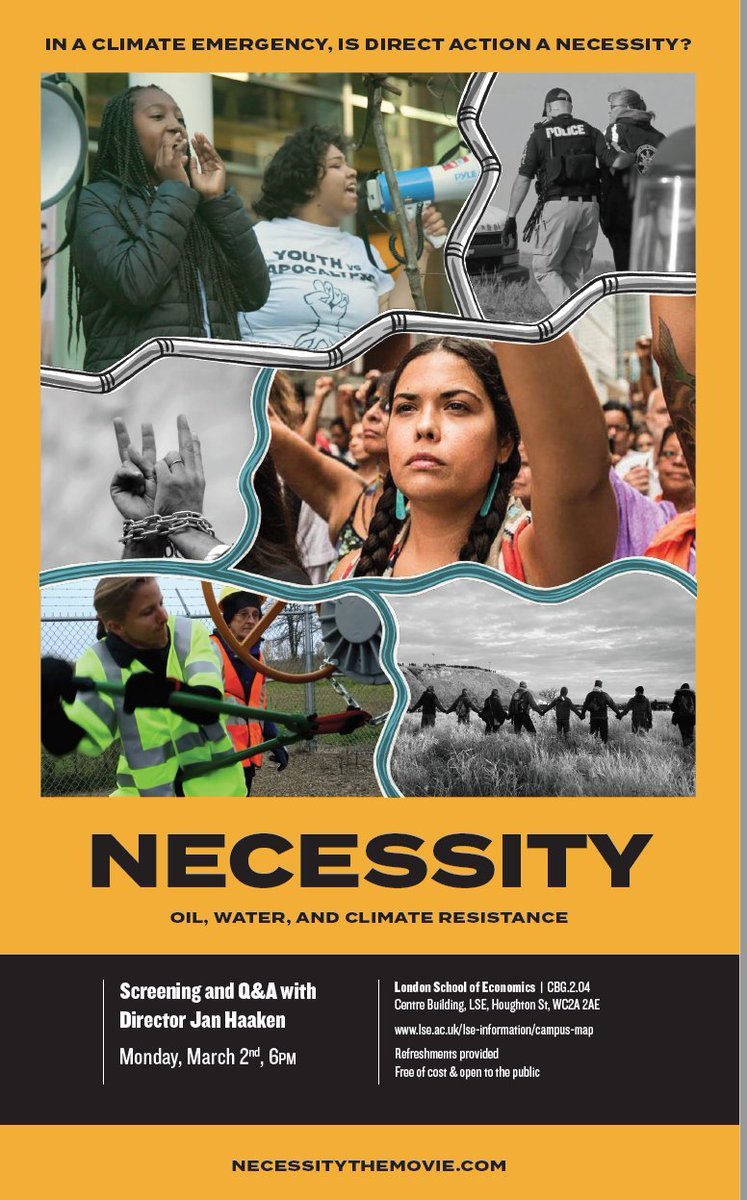 IN A CLIMATE EMERGENCY, IS DIRECT ACTION A NECESSITY?
POLICE
PYLE
YOUTH VS
APOCALYPSE
NECESSITY
OIL, WATER, AND CLIMATE RESISTANCE
Screening and Q&A with
Director Jan Haaken
Monday, March 2nd, 6PM
London School of Economics | CBG.2.04
Centre Building, LSE, Houghton St, WC2A 2AE
www.lse.ac.uk/lse-information/campus-map
Refreshments provided
Free of cost & open to the public
NECESSITYTHEMOVIE.COM